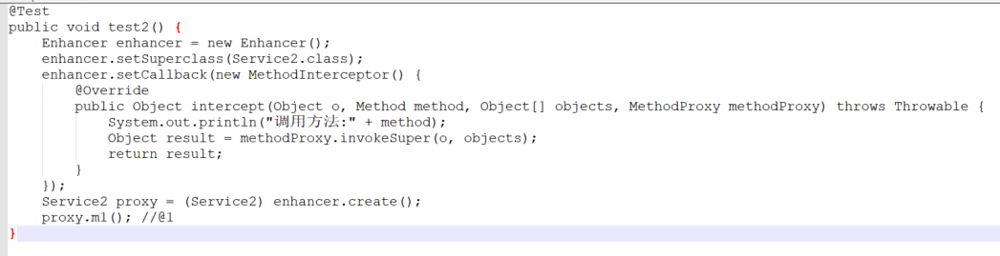 @Test
public void test2() {
    Enhancer enhancer = new Enhancer();
    enhancer.setSuperclass(Service2.class);
    enhancer.setCallback(new MethodInterceptor() {
        @Override
        public Object intercept(Object o, Method method, Object[] objects, MethodProxy methodProxy) throws Throwable {
            System.out.println("调用方法:" + method);
            Object result = methodProxy.invokeSuper(o, objects);
            return result;
        }
    });
    Service2 proxy = (Service2) enhancer.create();
    proxy.m1(); //@1
}